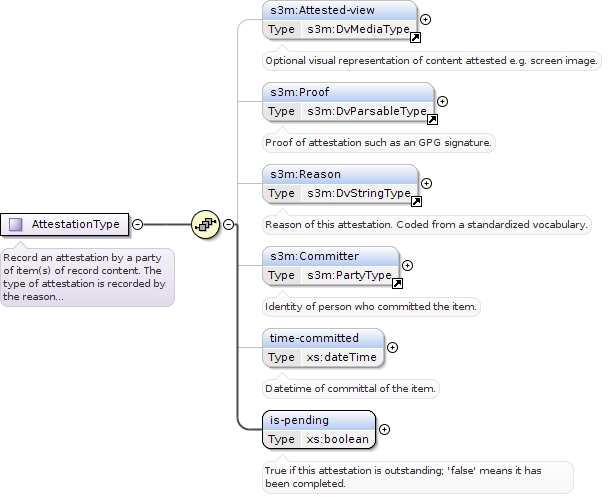 s3m:Attested-view
Type s3m:DvMediaType
Optional visual representation of content attested e.g. screen image.
s3m:Proof
Type s3m:DvParsableType
Proof of attestation such as an GPG signature.
s3m:Reason
Type s3m:DvStringType
Reason of this attestation. Coded from a standardized vocabulary.
AttestationType
Record an attestation by a party
of item(s) of record content. The
type of attestation is recorded by
the reason...
s3m:Committer
Type s3m:PartyType
Identity of person who committed the item.
time-committed
Type xs:dateTime
Datetime of committal of the item.
is-pending
Type xs:boolean
True if this attestation is outstanding; 'false' means it has
been completed.